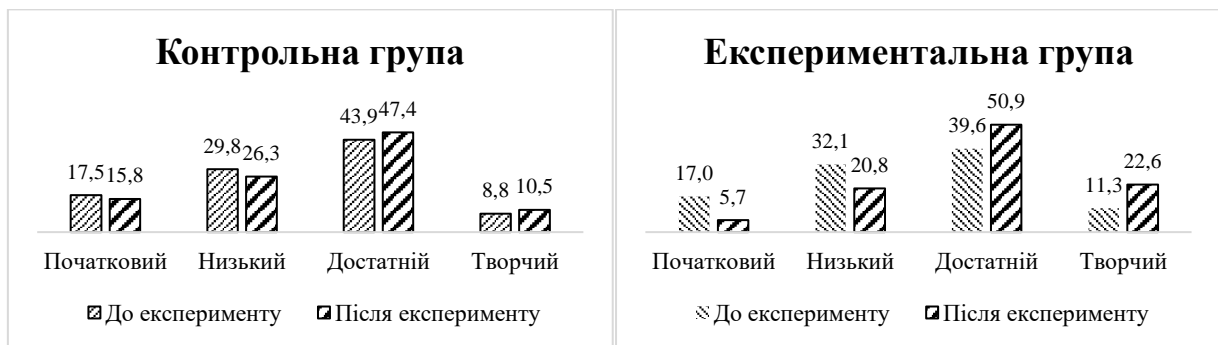 Контрольна група
17,5 15,8 29,8 26,3 43,9 47,4 8,8 10,5
Початковий Низький Достатній Творчий
До експерименту Після експерименту
Експериментальна група
17,0 5,7 32,1 20,8 39,6 50,9 11,3 22,6
Початковий Низький Достатній Творчий
До експерименту Після експерименту